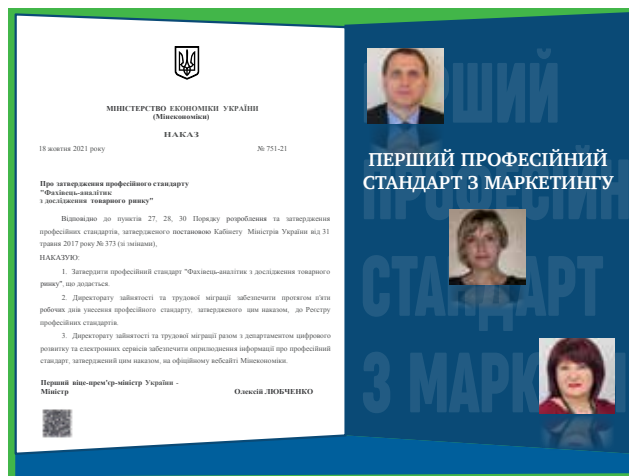 МІНІСТЕРСТВО ЕКОНОМІКИ УКРАЇНИ
(Мінекономіки)
НАКАЗ
18 жовтня 2021 року № 751-21
Про затвердження професійного стандарту
"Фахівець-аналітик
з дослідження товарного ринку"
Відповідно до пунктів 27, 28, 30 Порядку розроблення та затвердження
професійних стандартів, затвердженого постановою Кабінету Міністрів України від 31
травня 2017 року № 373 (зі змінами),
НАКАЗУЮ:
1. Затвердити професійний стандарт "Фахівець-аналітик з дослідження товарного
ринку", що додається.
2. Директорату зайнятості та трудової міграції забезпечити протягом п'яти
робочих днів унесення професійного стандарту, затвердженого цим наказом, до Реєстру
професійних стандартів.
3. Директорату зайнятості та трудової міграції разом з департаментом цифрового
розвитку та електронних сервісів забезпечити оприлюднення інформації про професійний
стандарт, затверджений цим наказом, на офіційному вебсайті Мінекономіки.
Перший віце-прем'єр-міністр України -
Міністр Олексій ЛЮБЧЕНКО
ПЕРШИЙ ПРОФЕСІЙНИЙ
СТАНДАРТ З МАРКЕТИНГУ
СТАНДАРТ